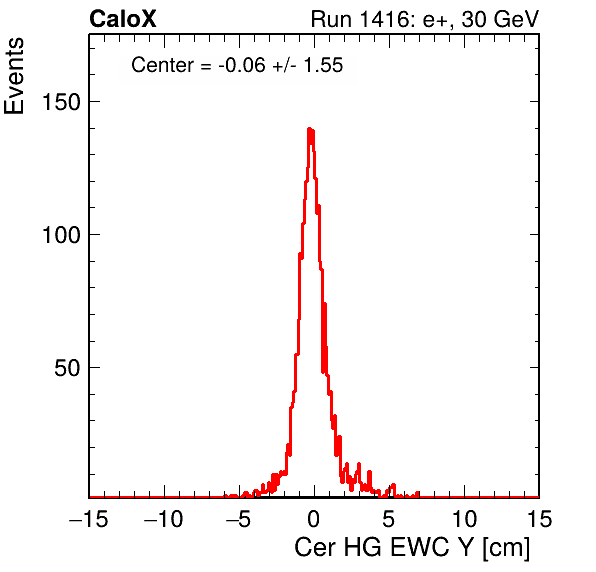 CaloX Run 1416: e+, 30 GeV
Center = -0.06 +/- 1.55
Events
150
100
50
−15 −10 −5 0 5 10 15
Cer HG EWC Y [cm]